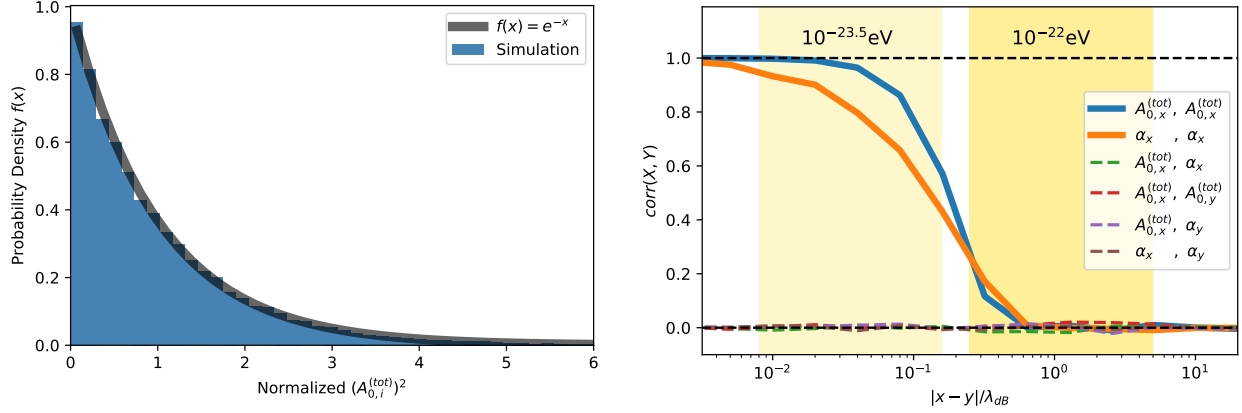 f(x) = e^{-x}
Simulation
Probability Density f(x)
1.0
0.8
0.6
0.4
0.2
0.0
0 1 2 3 4 5 6
Normalized (A_{0,i}^{(tot)})^2
10^{-23.5}eV
10^{-22}eV
A_{0,x}^{(tot)}, A_{0,x}^{(tot)}
α_x , α_x
A_{0,x}^{(tot)}, α_x
A_{0,x}^{(tot)}, A_{0,y}^{(tot)}
A_{0,x}^{(tot)}, α_y
α_x , α_y
corr(X, Y)
1.0
0.8
0.6
0.4
0.2
0.0
10^{-2} 10^{-1} 10^{0} 10^{1}
|x − y|/λ_{dB}